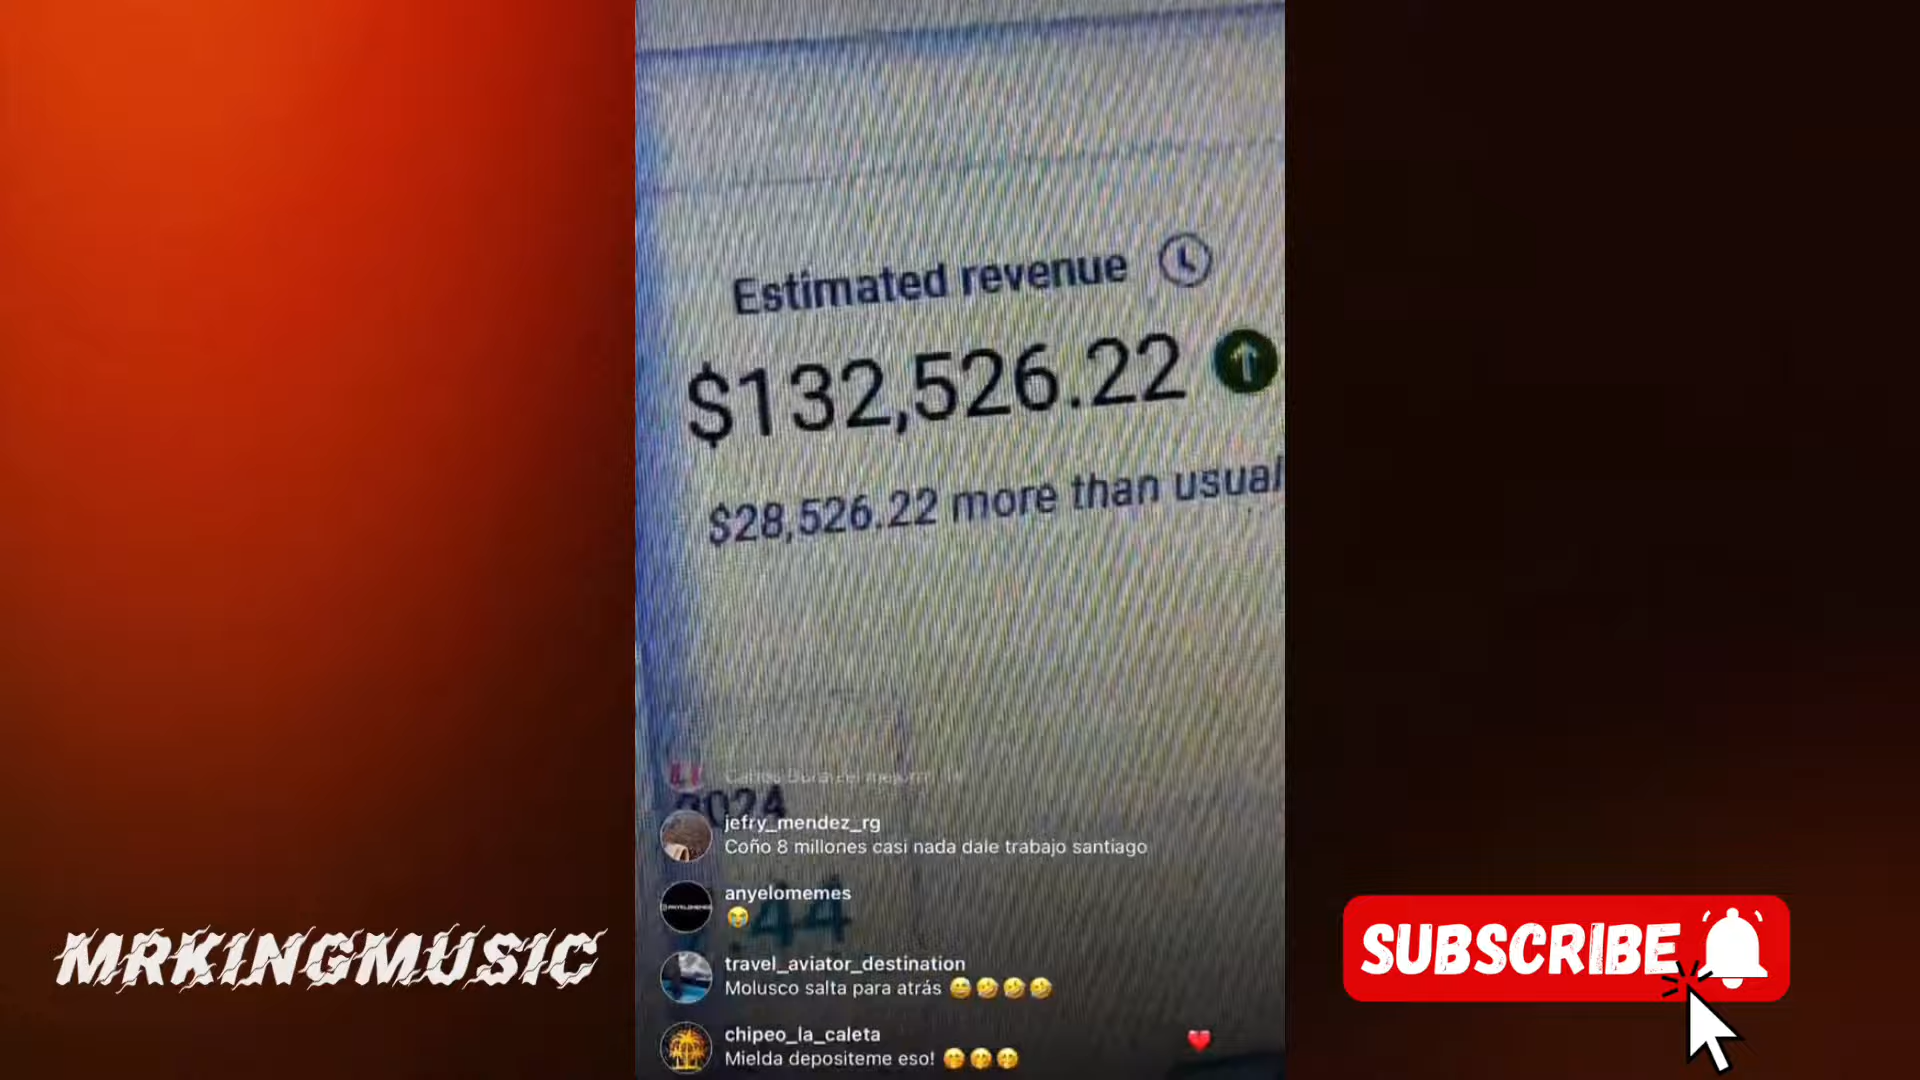 Estimated revenue
$132,526.22
$28,526.22 more than usual
2024
jefry_mendez_rg
Coño 8 millones casi nada dale trabajo santiago
anyelomemes
😭
travel_aviator_destination
Molusco salta para atrás 😅🤣🤣🤣
chipeo_la_caleta
Mielda depositeme eso! 🤭🤭🤭
MRKINGMUSIC
SUBSCRIBE